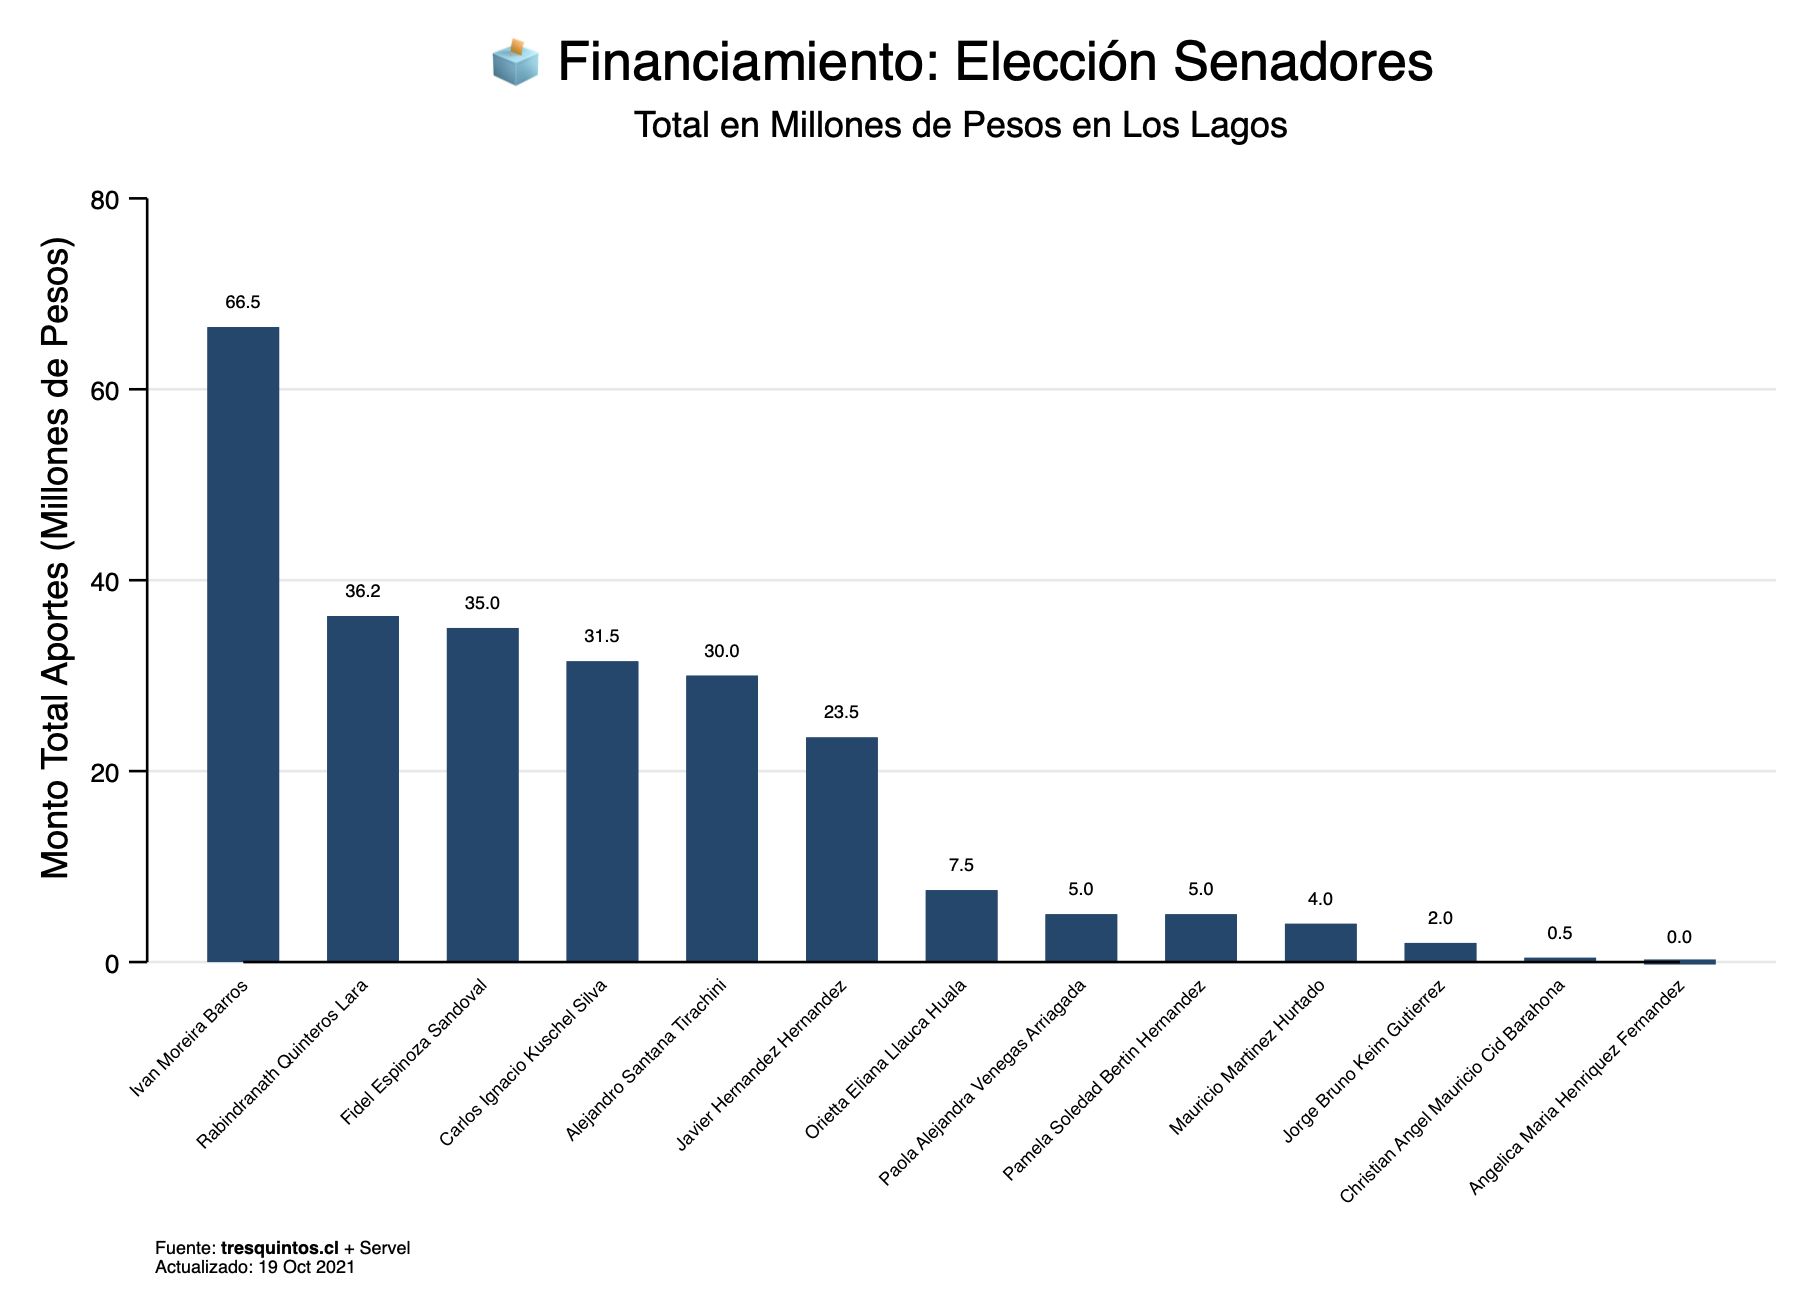 Financiamiento: Elección Senadores
Total en Millones de Pesos en Los Lagos
Monto Total Aportes (Millones de Pesos)
80
60
40
20
0
66.5
36.2
35.0
31.5
30.0
23.5
7.5
5.0
5.0
4.0
2.0
0.5
0.0
Ivan Moreira Barros
Rabindranath Quinteros Lara
Fidel Espinoza Sandoval
Carlos Ignacio Kuschel Silva
Alejandro Santana Tirachini
Javier Hernandez Hernandez
Orietta Eliana Llauca Huala
Paola Alejandra Venegas Arriagada
Pamela Soledad Bertin Hernandez
Mauricio Martinez Hurtado
Jorge Bruno Keim Gutierrez
Christian Angel Mauricio Cid Barahona
Angelica Maria Henriquez Fernandez
Fuente: tresquintos.cl + Servel
Actualizado: 19 Oct 2021